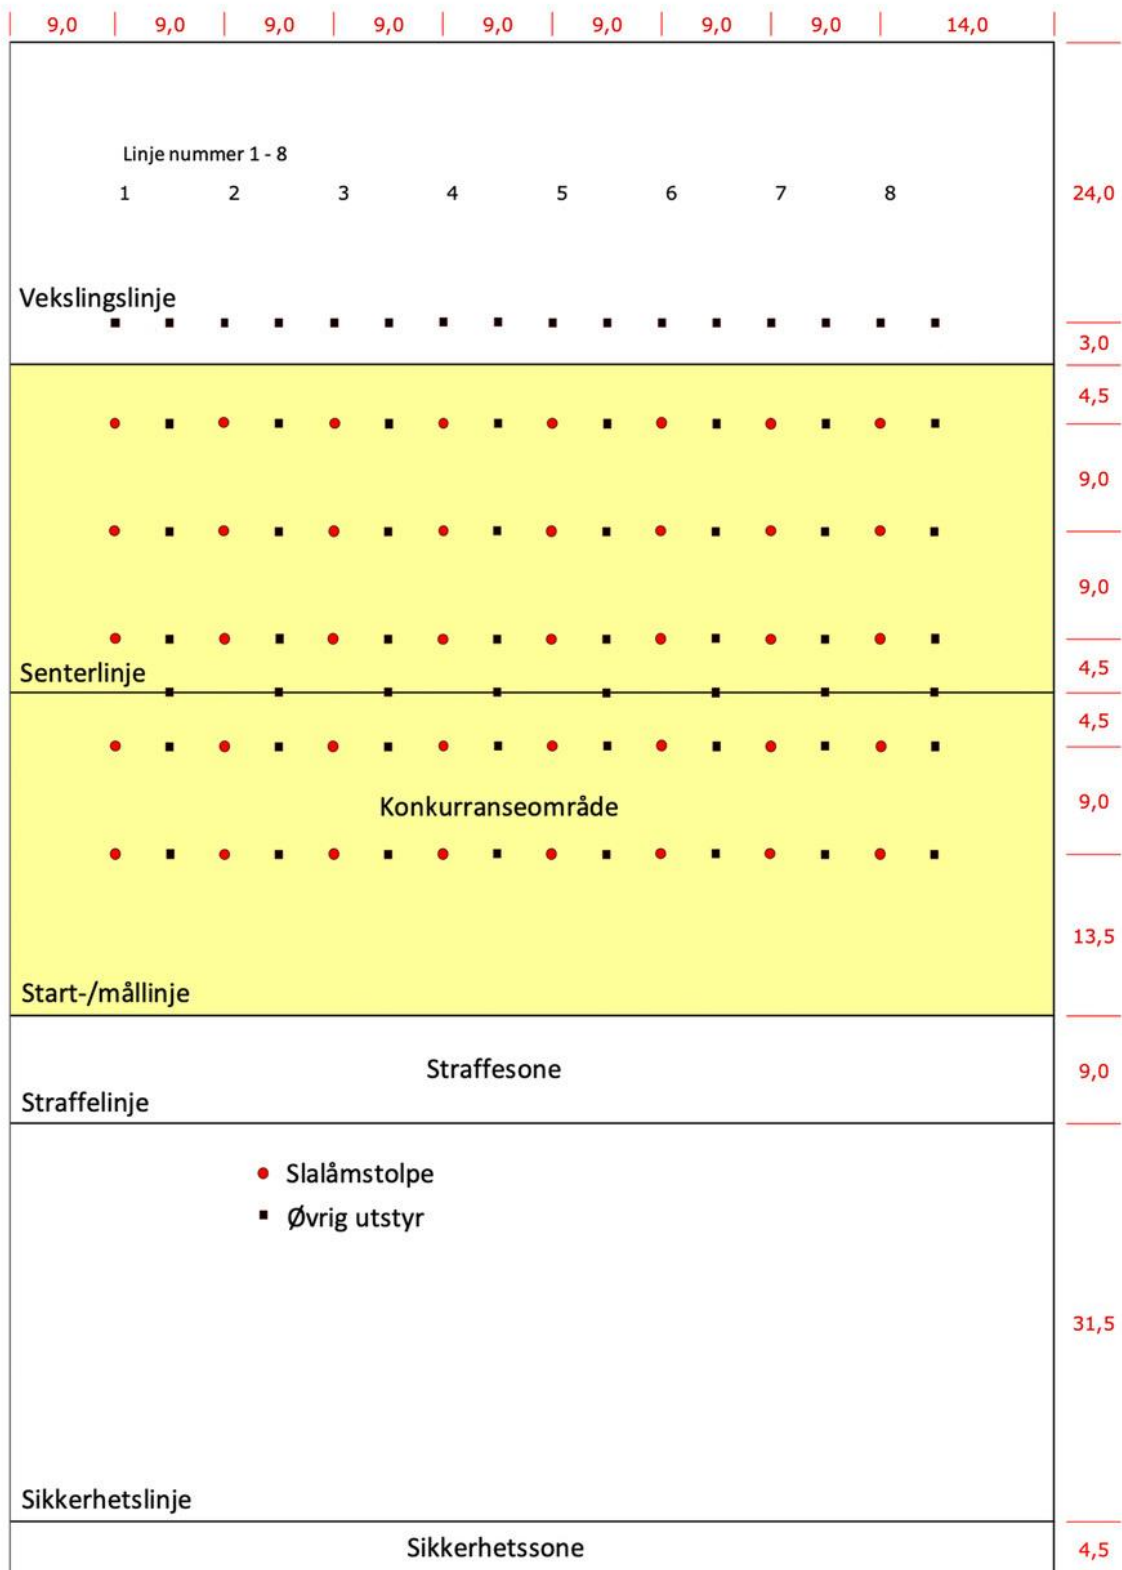 9,0 9,0 9,0 9,0 9,0 9,0 9,0 9,0 14,0
Linje nummer 1 - 8
1 2 3 4 5 6 7 8
24,0
Vekslingslinje
3,0
4,5
9,0
9,0
Senterlinje
4,5
4,5
Konkurranseområde
9,0
13,5
Start-/mållinje
Straffesone
9,0
Straffelinje
Slalåmstolpe
Øvrig utstyr
31,5
Sikkerhetslinje
Sikkerhetssone
4,5